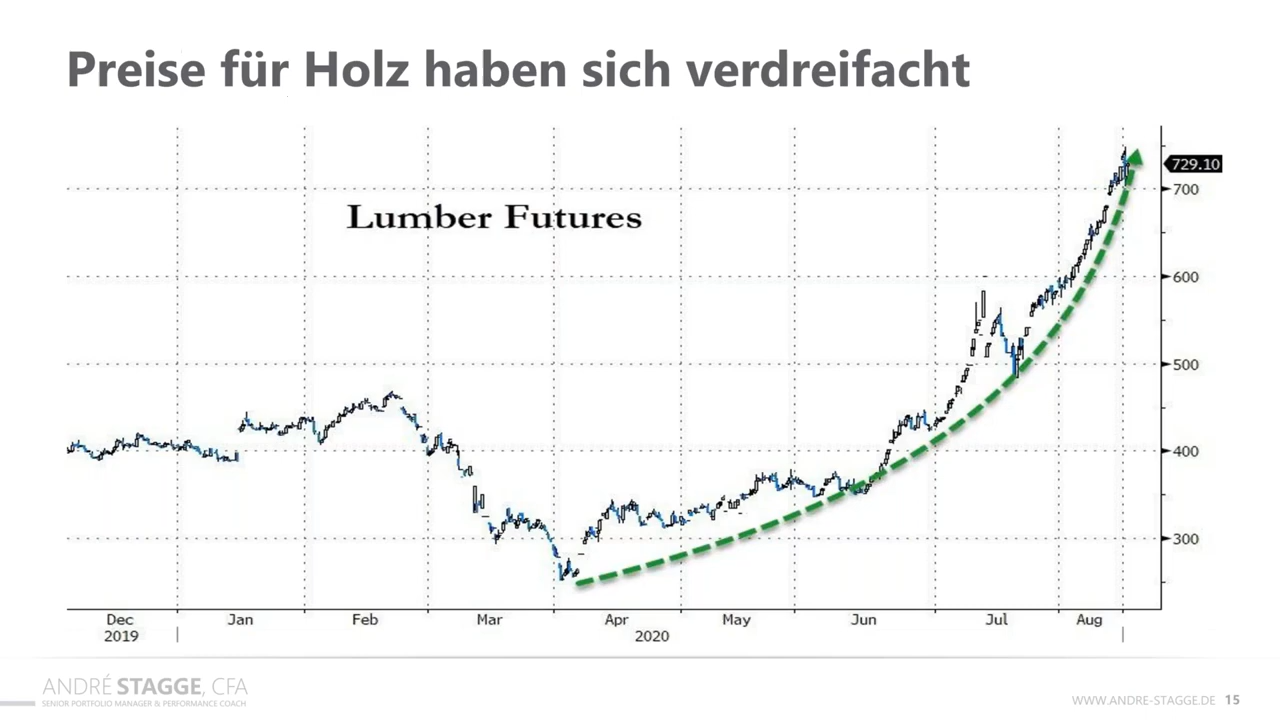 Preise für Holz haben sich verdreifacht
Lumber Futures
729.10
700
600
500
400
300
Dec Jan Feb Mar Apr May Jun Jul Aug
2019 2020
ANDRÉ STAGGE, CFA
SENIOR PORTFOLIO MANAGER & PERFORMANCE COACH
WWW.ANDRE-STAGGE.DE 15